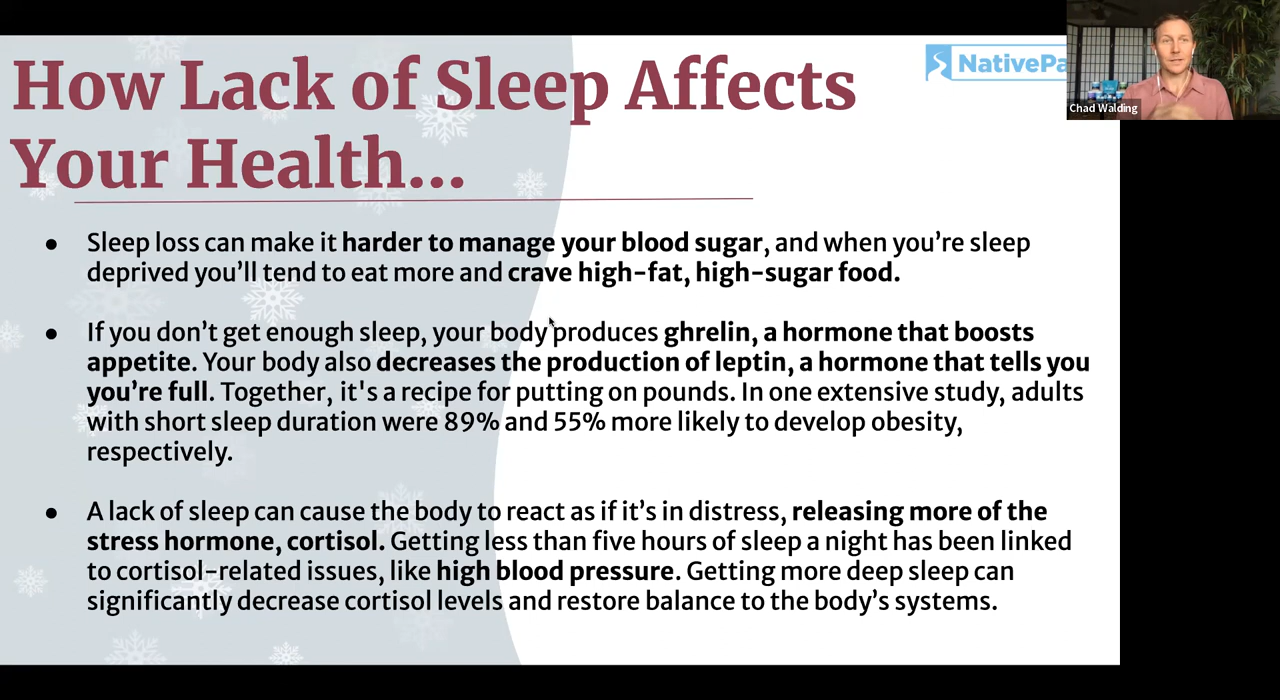 How Lack of Sleep Affects
Your Health...
NativePa
Chad Walding
● Sleep loss can make it harder to manage your blood sugar, and when you’re sleep
deprived you’ll tend to eat more and crave high-fat, high-sugar food.
● If you don’t get enough sleep, your body produces ghrelin, a hormone that boosts
appetite. Your body also decreases the production of leptin, a hormone that tells you
you’re full. Together, it's a recipe for putting on pounds. In one extensive study, adults
with short sleep duration were 89% and 55% more likely to develop obesity,
respectively.
● A lack of sleep can cause the body to react as if it’s in distress, releasing more of the
stress hormone, cortisol. Getting less than five hours of sleep a night has been linked
to cortisol-related issues, like high blood pressure. Getting more deep sleep can
significantly decrease cortisol levels and restore balance to the body’s systems.